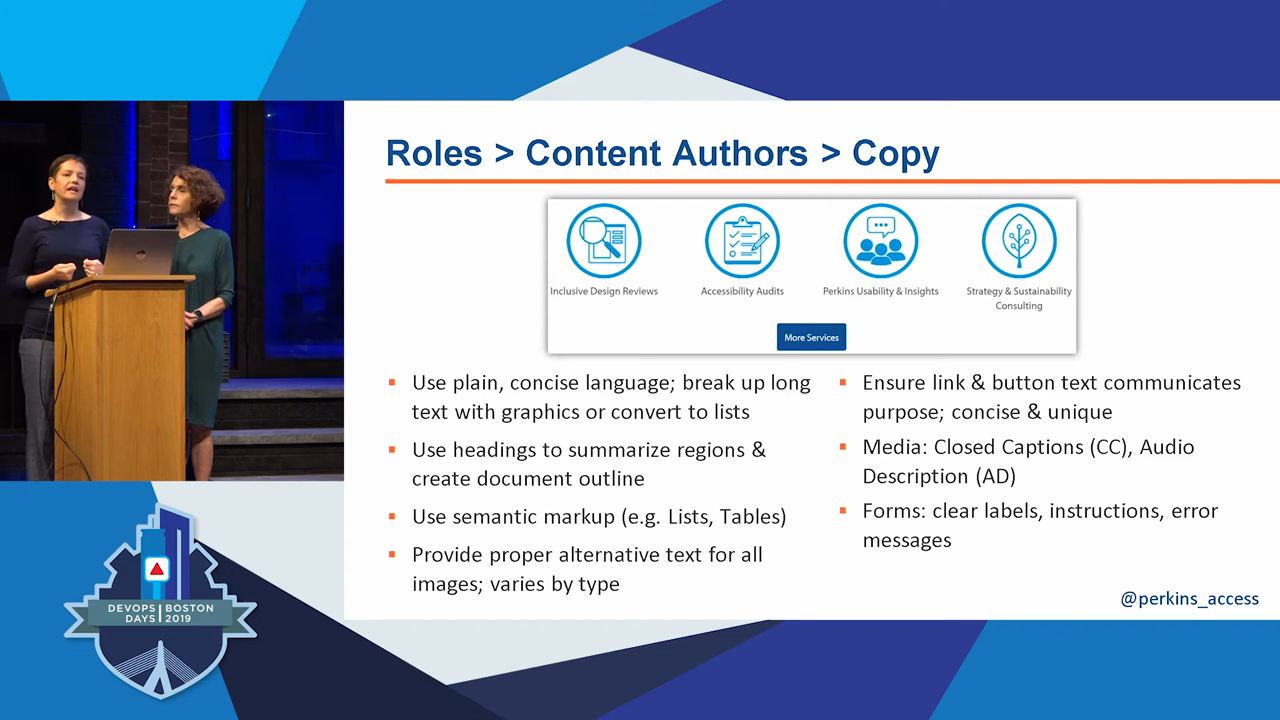 Roles > Content Authors > Copy
Inclusive Design Reviews
Accessibility Audits
Perkins Usability & Insights
Strategy & Sustainability
Consulting
More Services
Use plain, concise language; break up long
text with graphics or convert to lists
Use headings to summarize regions &
create document outline
Use semantic markup (e.g. Lists, Tables)
Provide proper alternative text for all
images; varies by type
Ensure link & button text communicates
purpose; concise & unique
Media: Closed Captions (CC), Audio
Description (AD)
Forms: clear labels, instructions, error
messages
@perkins_access
DEVOPS BOSTON
DAYS 2019